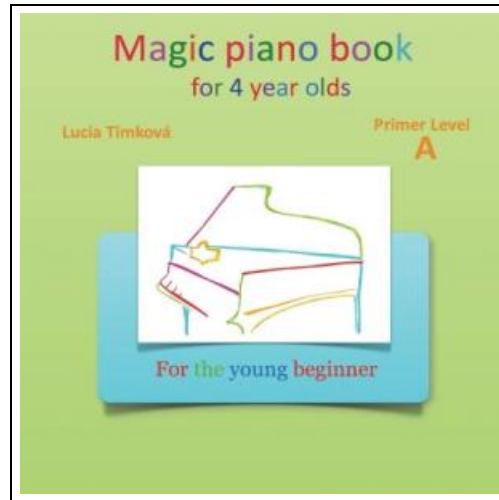 Magic piano book
for 4 year olds
Lucia Timková
Primer Level
A
For the young beginner